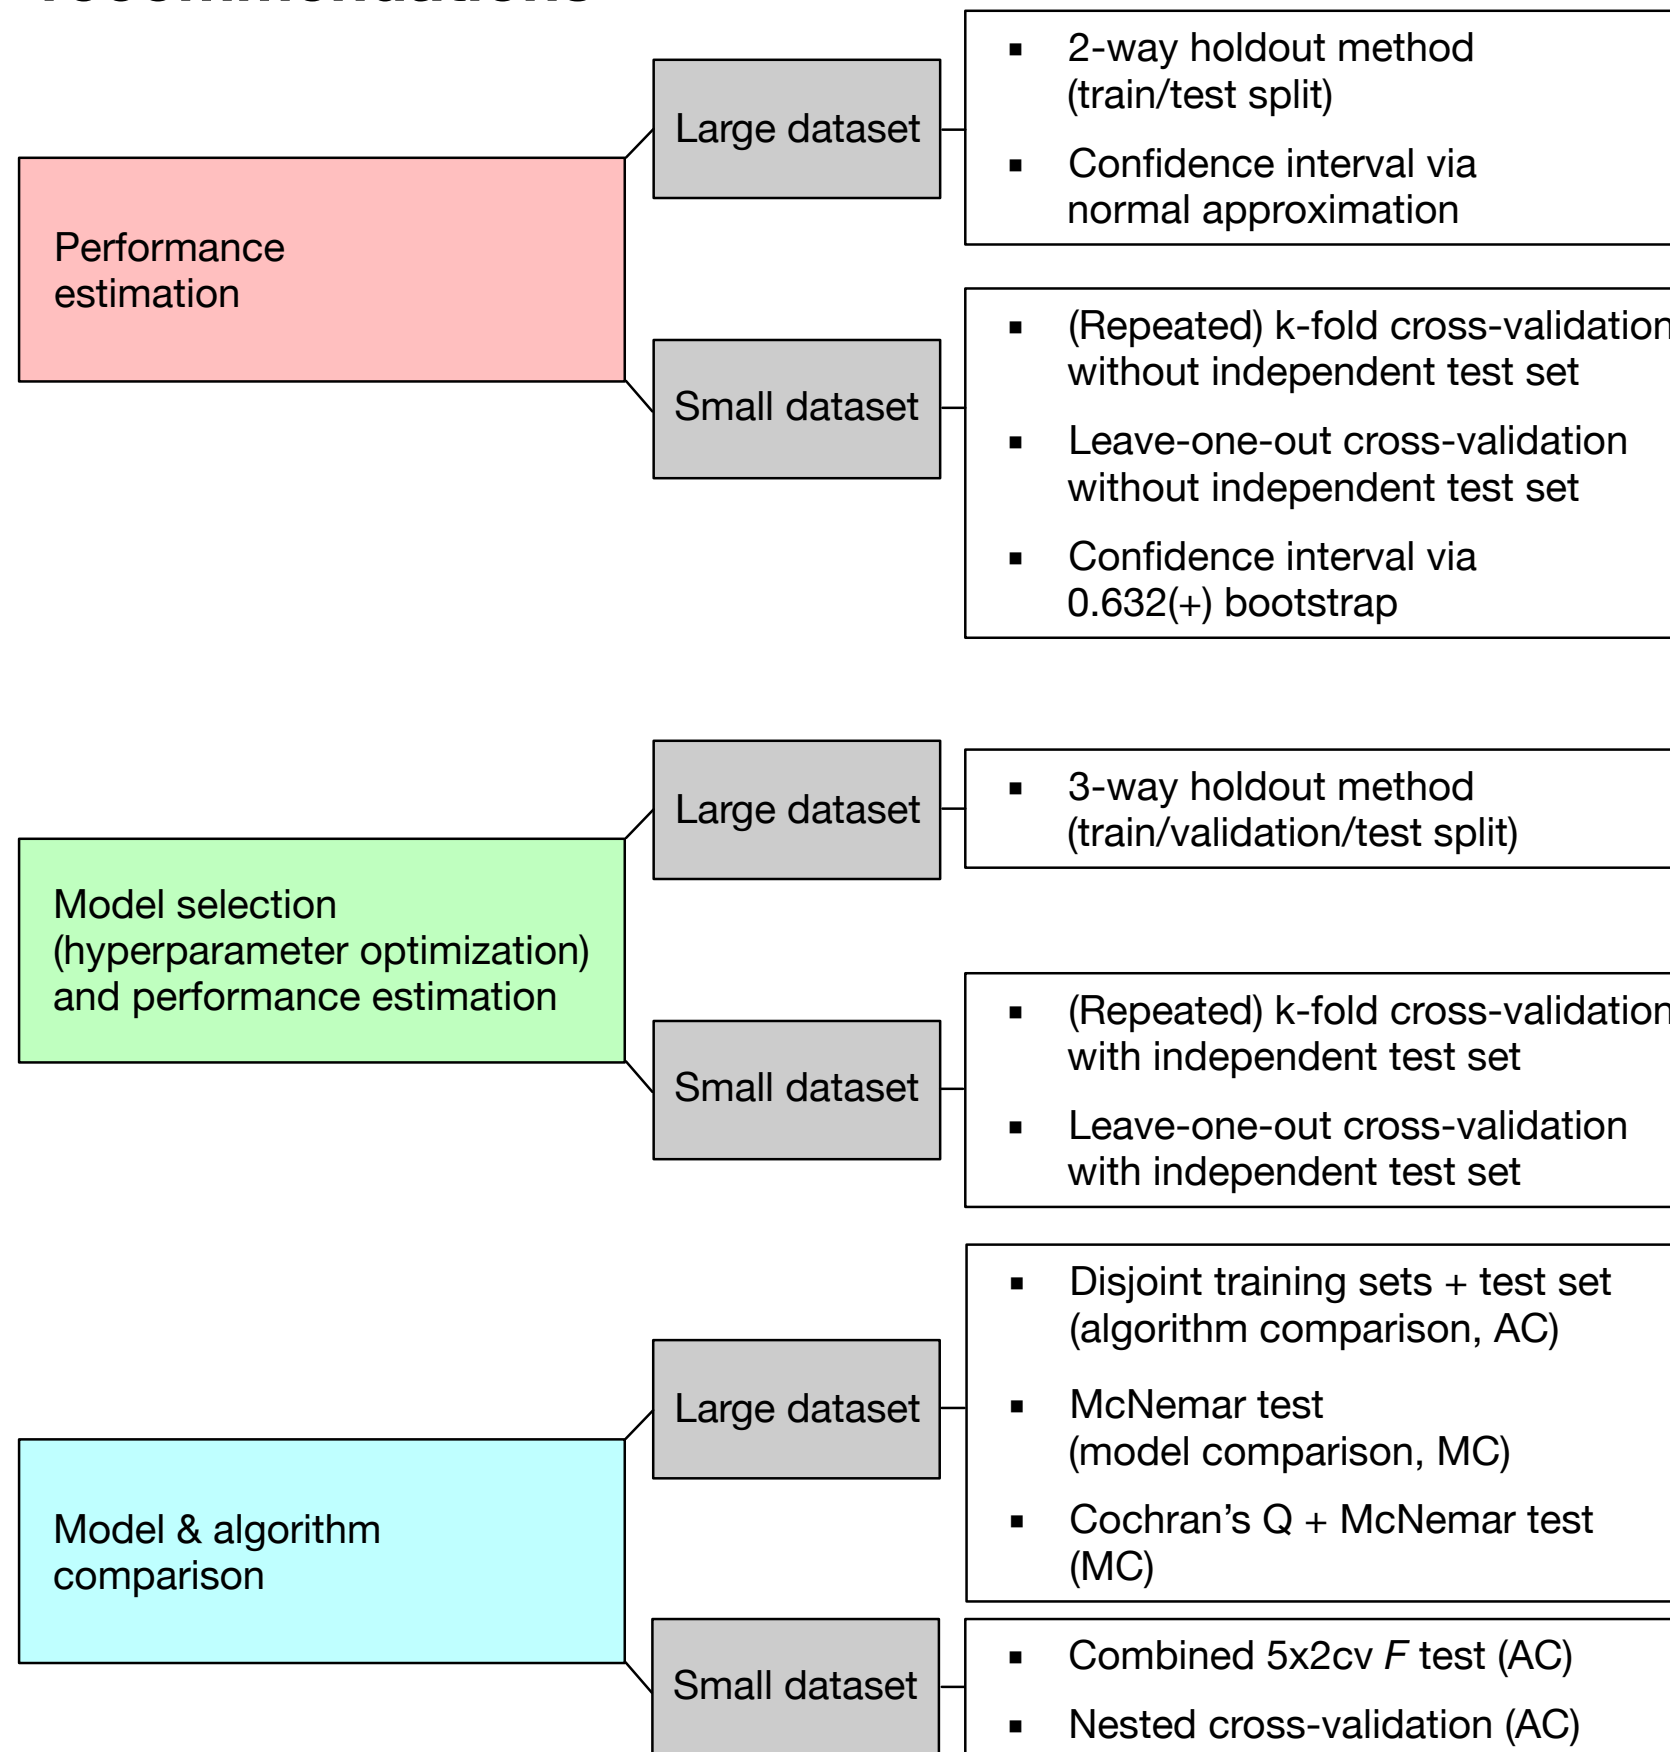 2-way holdout method
(train/test split)
Large dataset
Confidence interval via
normal approximation
Performance
estimation
(Repeated) k-fold cross-validation
without independent test set
Small dataset
Leave-one-out cross-validation
without independent test set
Confidence interval via
0.632(+) bootstrap
Large dataset
3-way holdout method
(train/validation/test split)
Model selection
(hyperparameter optimization)
and performance estimation
(Repeated) k-fold cross-validation
with independent test set
Small dataset
Leave-one-out cross-validation
with independent test set
Disjoint training sets + test set
(algorithm comparison, AC)
Large dataset
McNemar test
(model comparison, MC)
Cochran’s Q + McNemar test
(MC)
Model & algorithm
comparison
Small dataset
Combined 5x2cv F test (AC)
Nested cross-validation (AC)